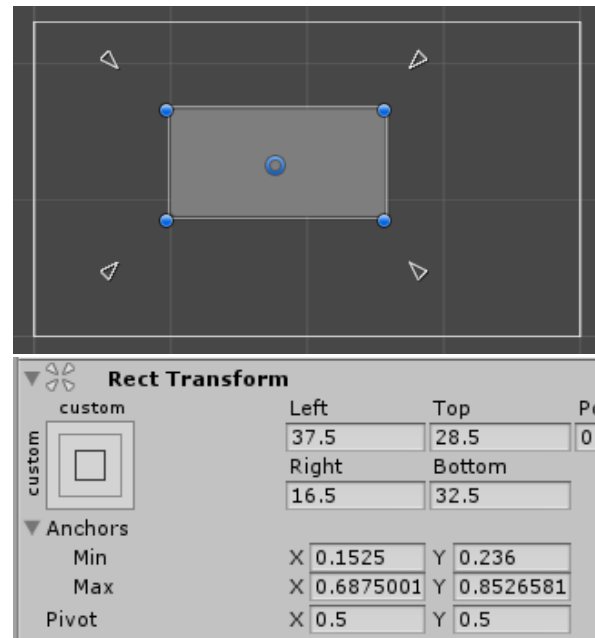 Rect Transform
custom
custom
Left Top
37.5 28.5 0
Right Bottom
16.5 32.5
Anchors
Min X 0.1525 Y 0.236
Max X 0.6875001 Y 0.8526581
Pivot X 0.5 Y 0.5